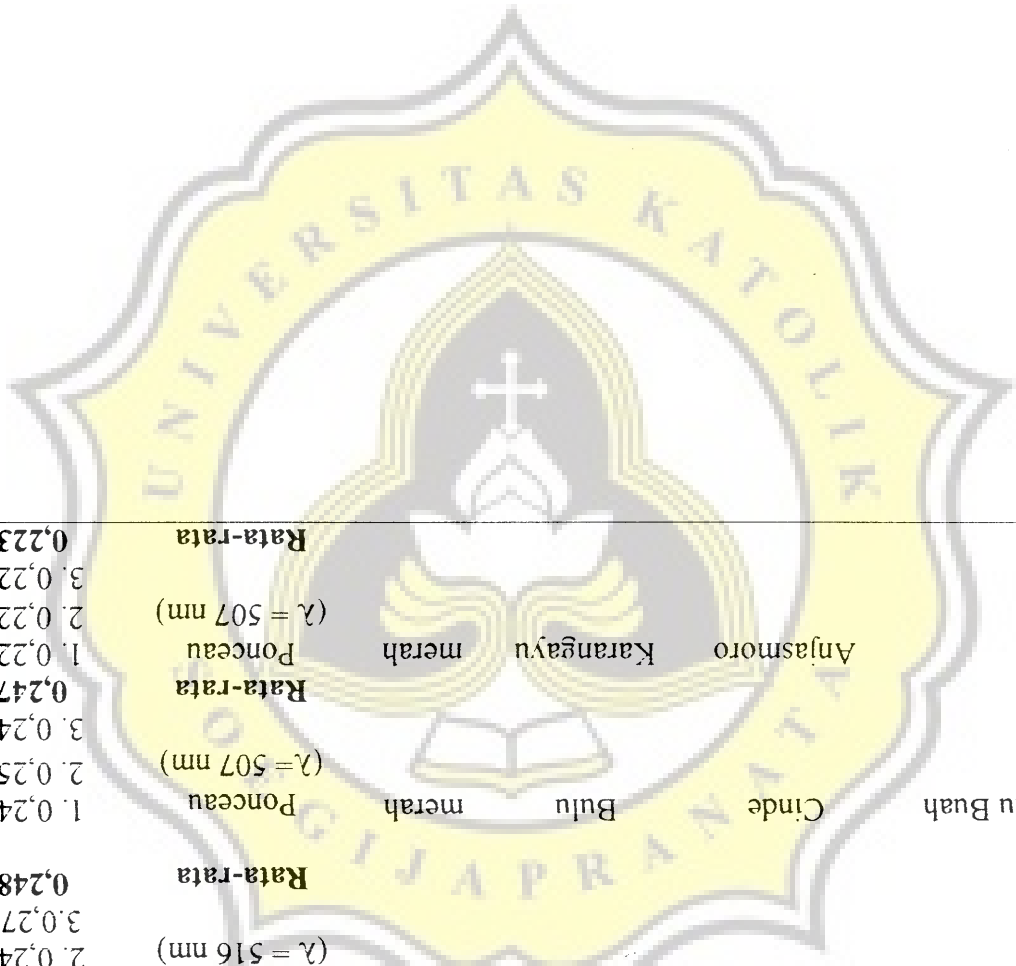 (λ = 516 nm) 2. 0,24
3.0,27
Rata-rata 0,248
Buah Cinde Bulu merah Ponceau 1. 0,24
(λ= 507 nm) 2. 0,25
3. 0,24
Rata-rata 0,247
Anjasmoro Karangayu merah Ponceau 1. 0,22
(λ = 507 nm) 2. 0,22
3. 0,22
Rata-rata 0,223
UNIVERSITAS KATOLIK
SOEGIJAPRANATA